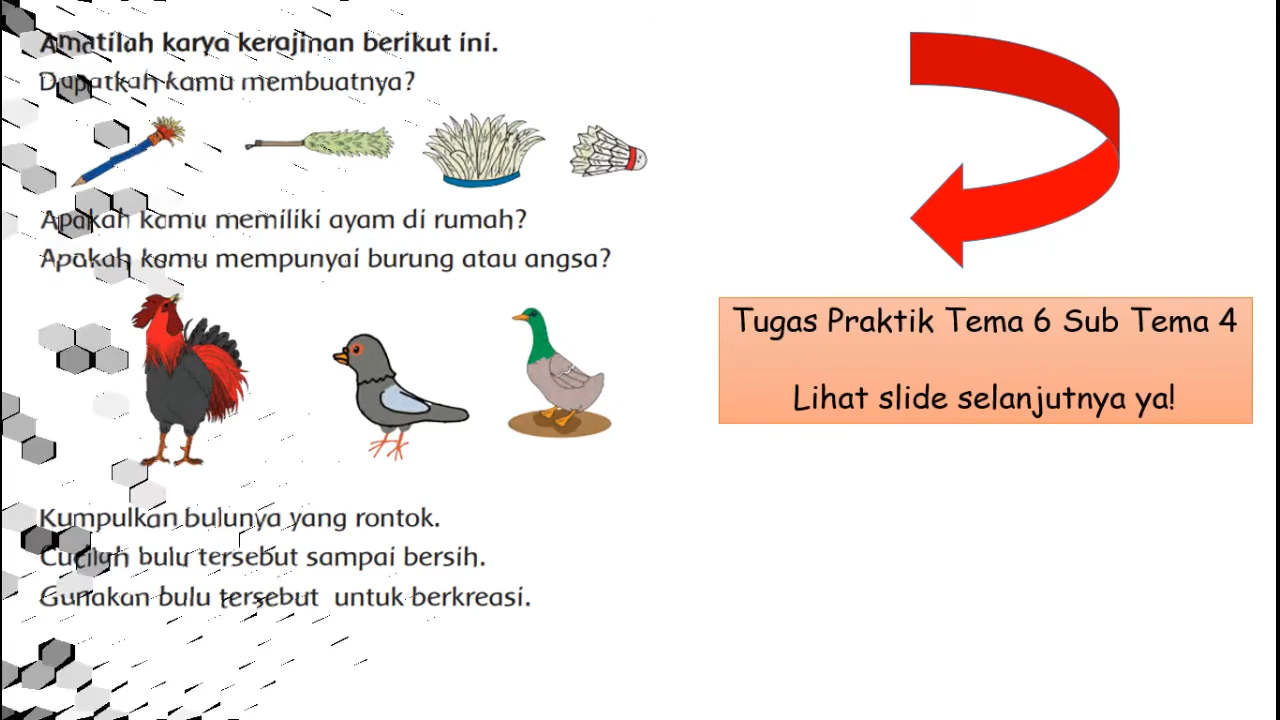 Amatilah karya kerajinan berikut ini.
Dapatkah kamu membuatnya?
Apakah kamu memiliki ayam di rumah?
Apakah kamu mempunyai burung atau angsa?
Kumpulkan bulunya yang rontok.
Cucilah bulu tersebut sampai bersih.
Gunakan bulu tersebut untuk berkreasi.
Tugas Praktik Tema 6 Sub Tema 4
Lihat slide selanjutnya ya!